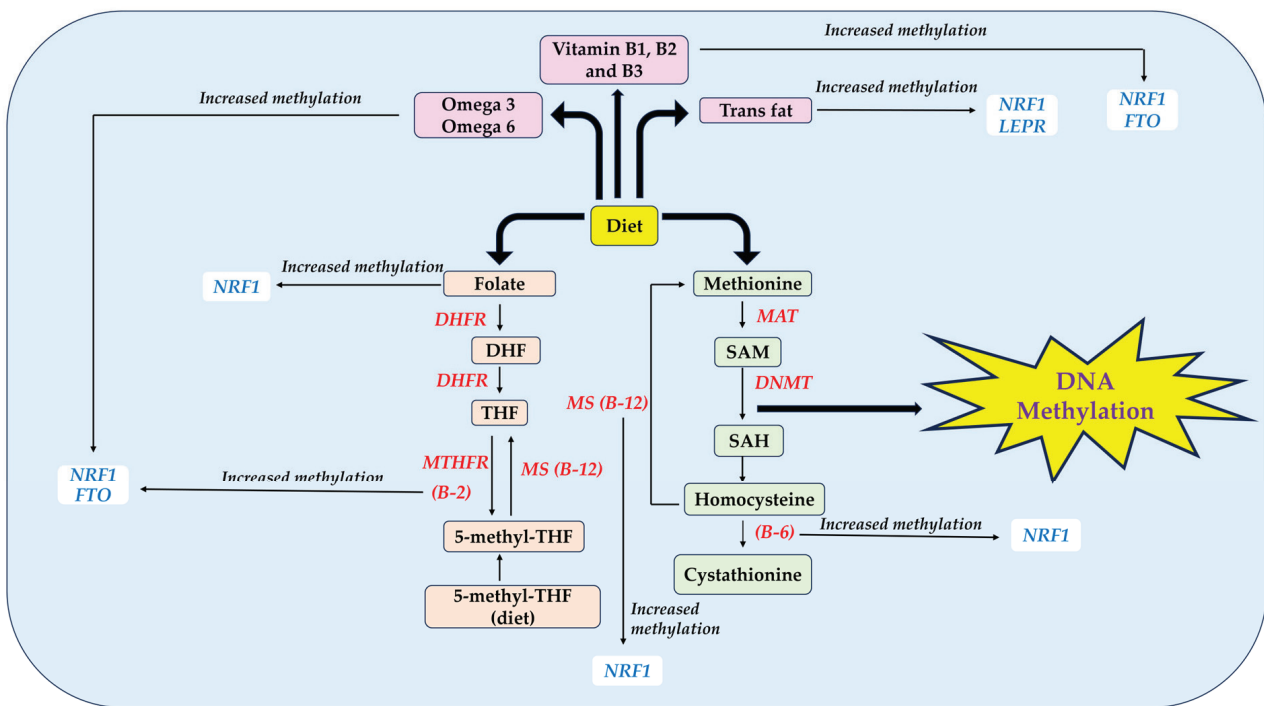 Vitamin B1, B2
and B3
Increased methylation
Increased methylation
Omega 3
Omega 6
Trans fat
Increased methylation
NRF1
LEPR
NRF1
FTO
Diet
NRF1
Increased methylation
Folate
DHFR
DHF
DHFR
THF
MTHFR
(B-2)
MS (B-12)
NRF1
FTO
Increased methylation
5-methyl-THF
5-methyl-THF
(diet)
Methionine
MAT
SAM
DNMT
DNA
Methylation
MS (B-12)
SAH
Homocysteine
(B-6)
Increased methylation
NRF1
Cystathionine
Increased
methylation
NRF1